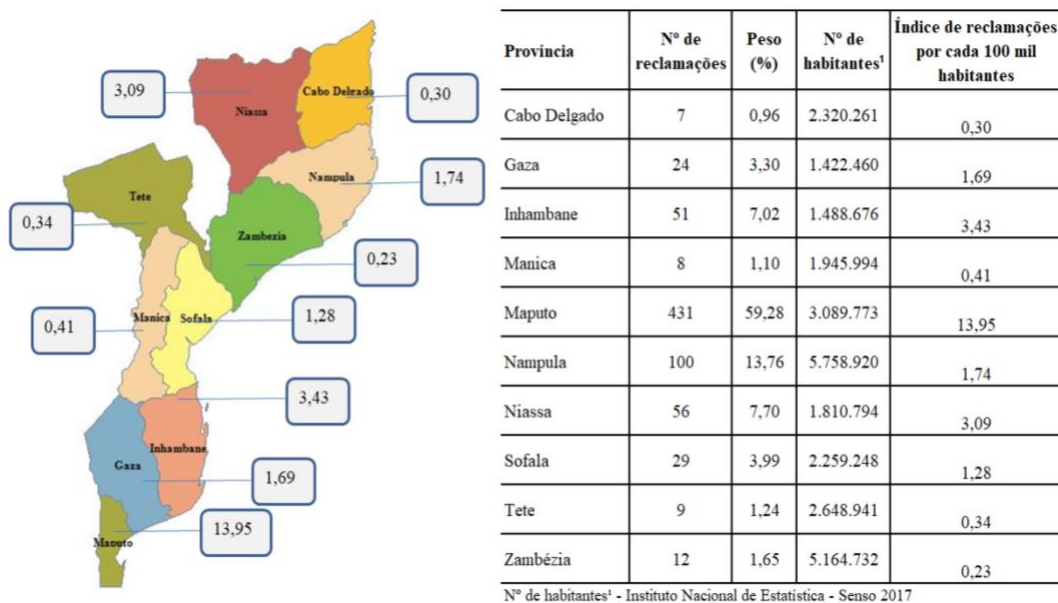 3,09
Cabo Delgado
0,30
Niassa
Nampula
1,74
Tete
0,34
Zambezia
0,23
Manica
Sofala
1,28
0,41
3,43
Inhambane
Gaza
1,69
13,95
Maputo
Província Nº de reclamações Peso (%) Nº de habitantes¹ Índice de reclamações por cada 100 mil habitantes
Cabo Delgado 7 0,96 2.320.261 0,30
Gaza 24 3,30 1.422.460 1,69
Inhambane 51 7,02 1.488.676 3,43
Manica 8 1,10 1.945.994 0,41
Maputo 431 59,28 3.089.773 13,95
Nampula 100 13,76 5.758.920 1,74
Niassa 56 7,70 1.810.794 3,09
Sofala 29 3,99 2.259.248 1,28
Tete 9 1,24 2.648.941 0,34
Zambézia 12 1,65 5.164.732 0,23
Nº de habitantes¹ - Instituto Nacional de Estatística - Senso 2017